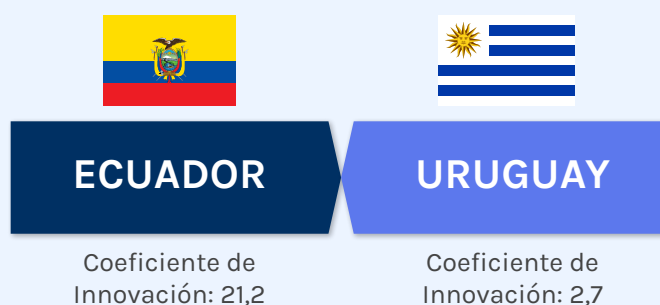 ECUADOR
URUGUAY
Coeficiente de
Innovación: 21,2
Coeficiente de
Innovación: 2,7